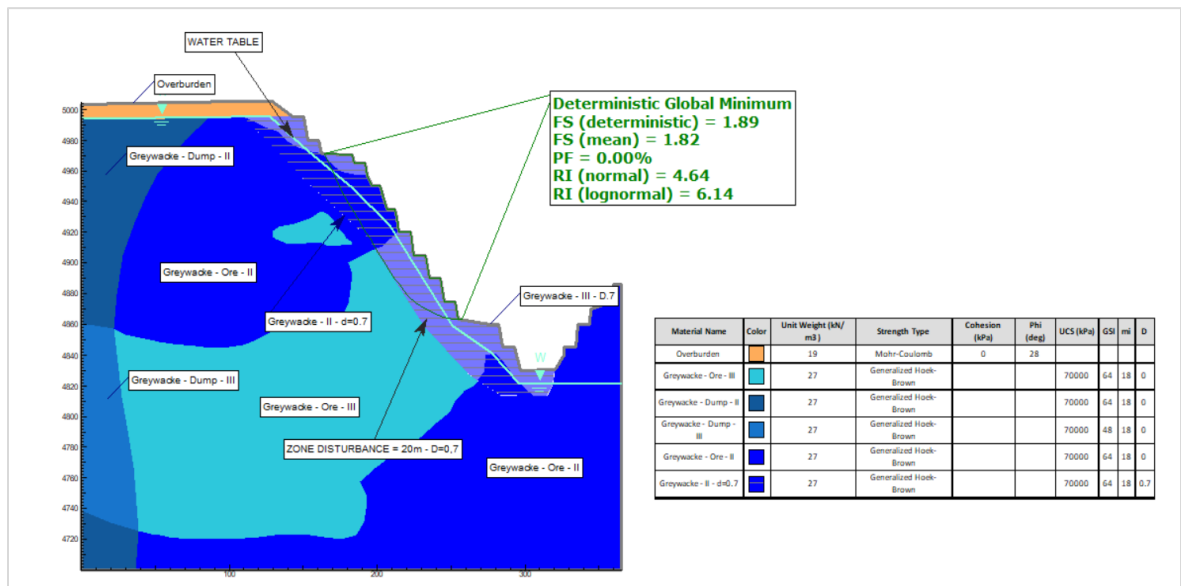 WATER TABLE
Overburden
Deterministic Global Minimum
FS (deterministic) = 1.89
FS (mean) = 1.82
PF = 0.00%
RI (normal) = 4.64
RI (lognormal) = 6.14
Greywacke - Dump - II
Greywacke - Ore - II
Greywacke - III - D.7
Greywacke - II - d=0.7
Greywacke - Dump - III
Greywacke - Ore - III
ZONE DISTURBANCE = 20m - D=0,7
Greywacke - Ore - II
W
5000
4980
4960
4940
4920
4900
4880
4860
4840
4820
4800
4780
4760
4740
4720
100
200
300
Material Name Color Unit Weight (kN/m3) Strength Type Cohesion (kPa) Phi (deg) UCS (kPa) GSI mi D
Overburden 19 Mohr-Coulomb 0 28
Greywacke - Ore - III 27 Generalized Hoek-Brown 70000 64 18 0
Greywacke - Dump - II 27 Generalized Hoek-Brown 70000 64 18 0
Greywacke - Dump - III 27 Generalized Hoek-Brown 70000 48 18 0
Greywacke - Ore - II 27 Generalized Hoek-Brown 70000 64 18 0
Greywacke - II - d=0.7 27 Generalized Hoek-Brown 70000 64 18 0.7